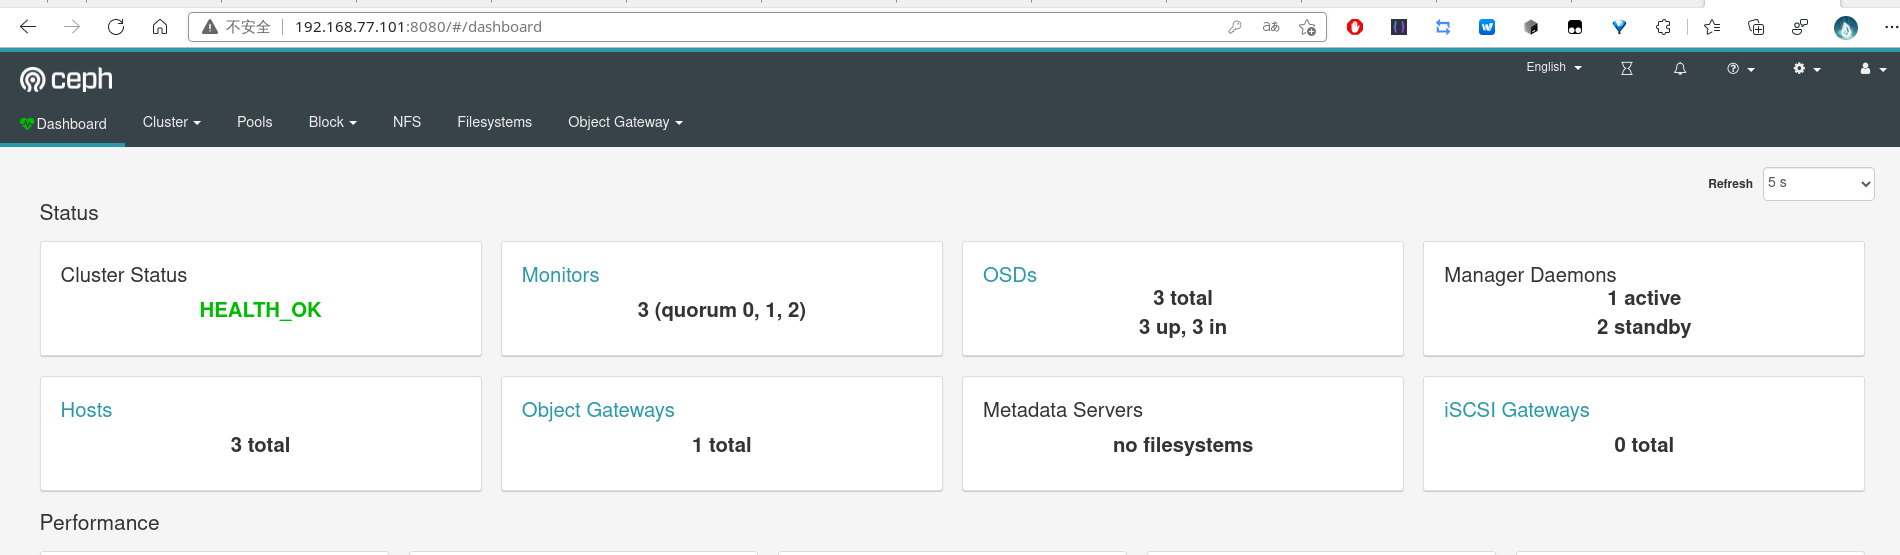 不安全 192.168.77.101:8080/#/dashboard aあ
ceph
English
Dashboard Cluster Pools Block NFS Filesystems Object Gateway
Refresh 5 s
Status
Cluster Status
HEALTH_OK
Monitors
3 (quorum 0, 1, 2)
OSDs
3 total
3 up, 3 in
Manager Daemons
1 active
2 standby
Hosts
3 total
Object Gateways
1 total
Metadata Servers
no filesystems
iSCSI Gateways
0 total
Performance